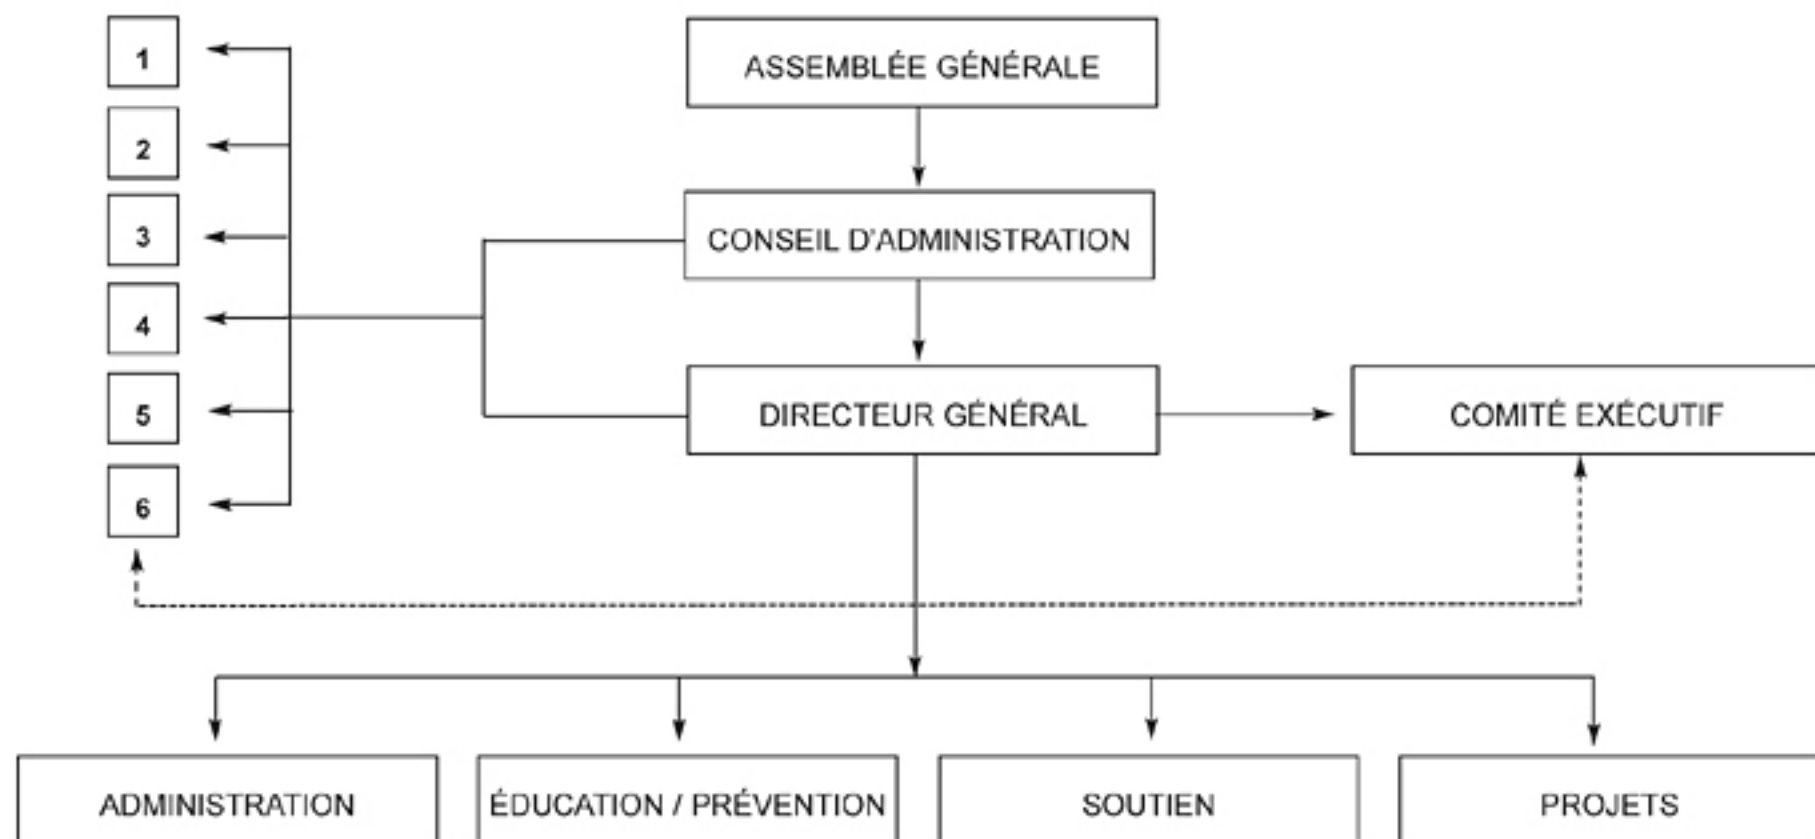 1
ASSEMBLÉE GÉNÉRALE
2
3
CONSEIL D'ADMINISTRATION
4
5
DIRECTEUR GÉNÉRAL
COMITÉ EXÉCUTIF
6
ADMINISTRATION
ÉDUCATION / PRÉVENTION
SOUTIEN
PROJETS